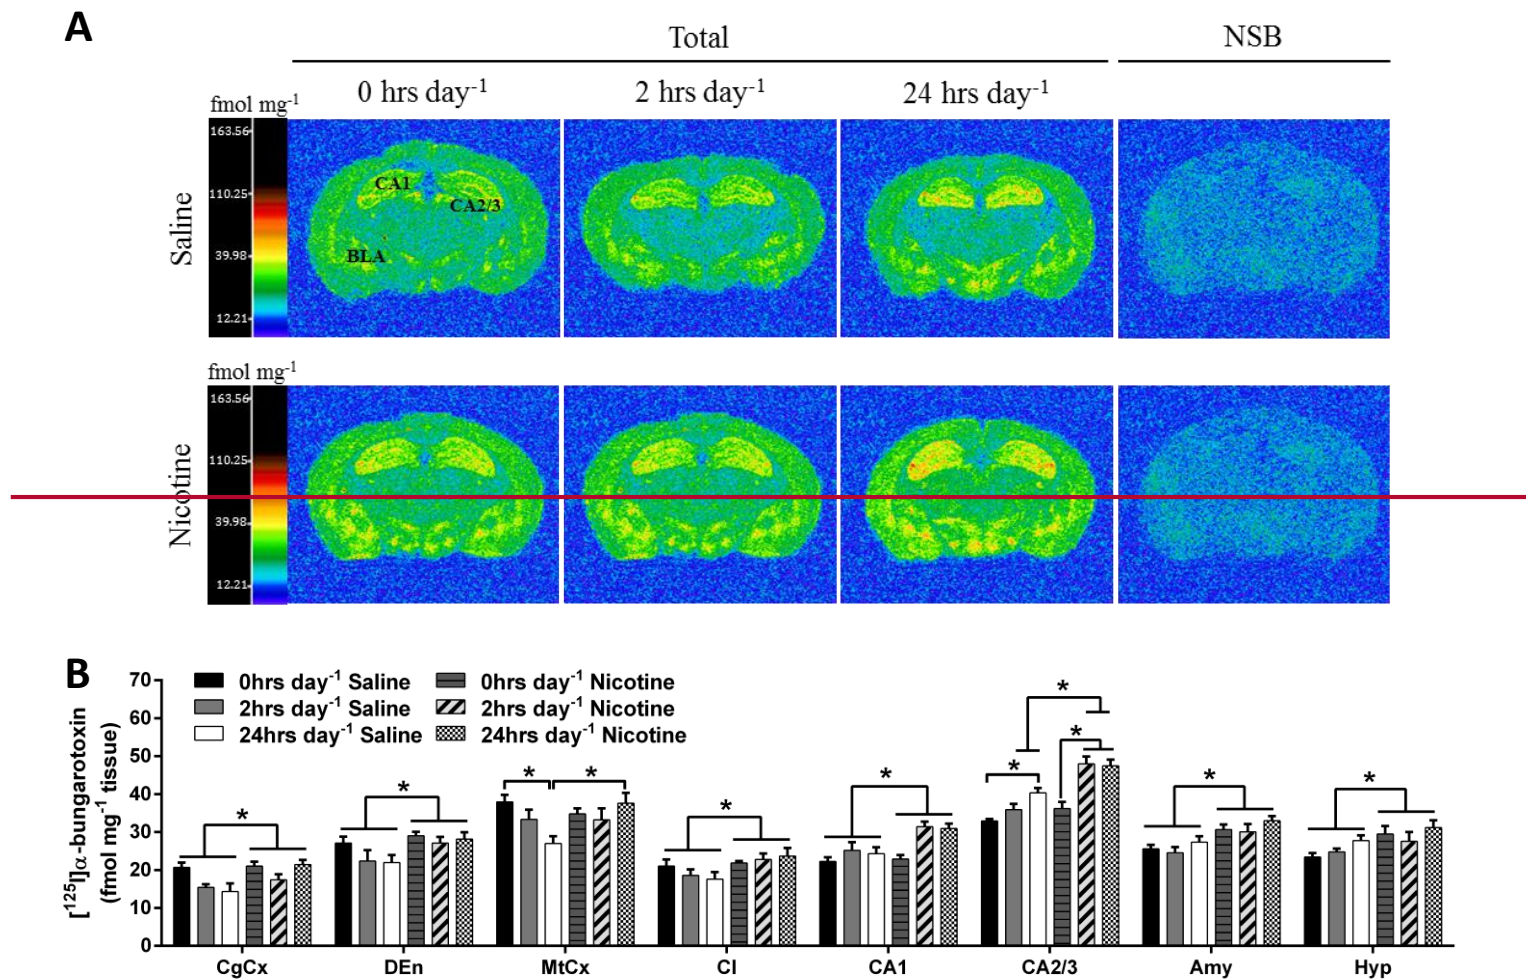 A
Total
NSB
0 hrs day-1
2 hrs day-1
24 hrs day-1
fmol mg-1
163.56
110.25
39.98
12.21
Saline
CA1
CA2/3
BLA
fmol mg-1
163.56
110.25
39.98
12.21
Nicotine
B
[125I]α-bungarotoxin
(fmol mg-1 tissue)
70
60
50
40
30
20
10
0
0hrs day-1 Saline
0hrs day-1 Nicotine
2hrs day-1 Saline
2hrs day-1 Nicotine
24hrs day-1 Saline
24hrs day-1 Nicotine
*
*
*
*
*
*
*
*
*
*
*
CgCx
DEn
MtCx
Cl
CA1
CA2/3
Amy
Hyp